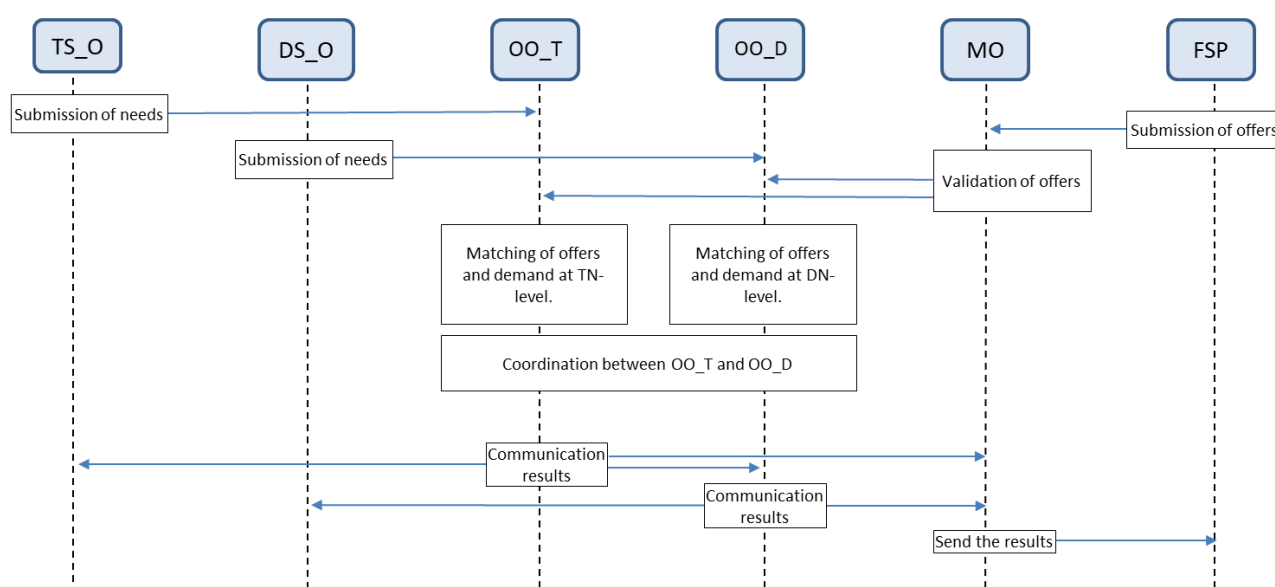 TS_O
DS_O
OO_T
OO_D
MO
FSP
Submission of needs
Submission of offers
Submission of needs
Validation of offers
Matching of offers
and demand at TN-
level.
Matching of offers
and demand at DN-
level.
Coordination between OO_T and OO_D
Communication
results
Communication
results
Send the results